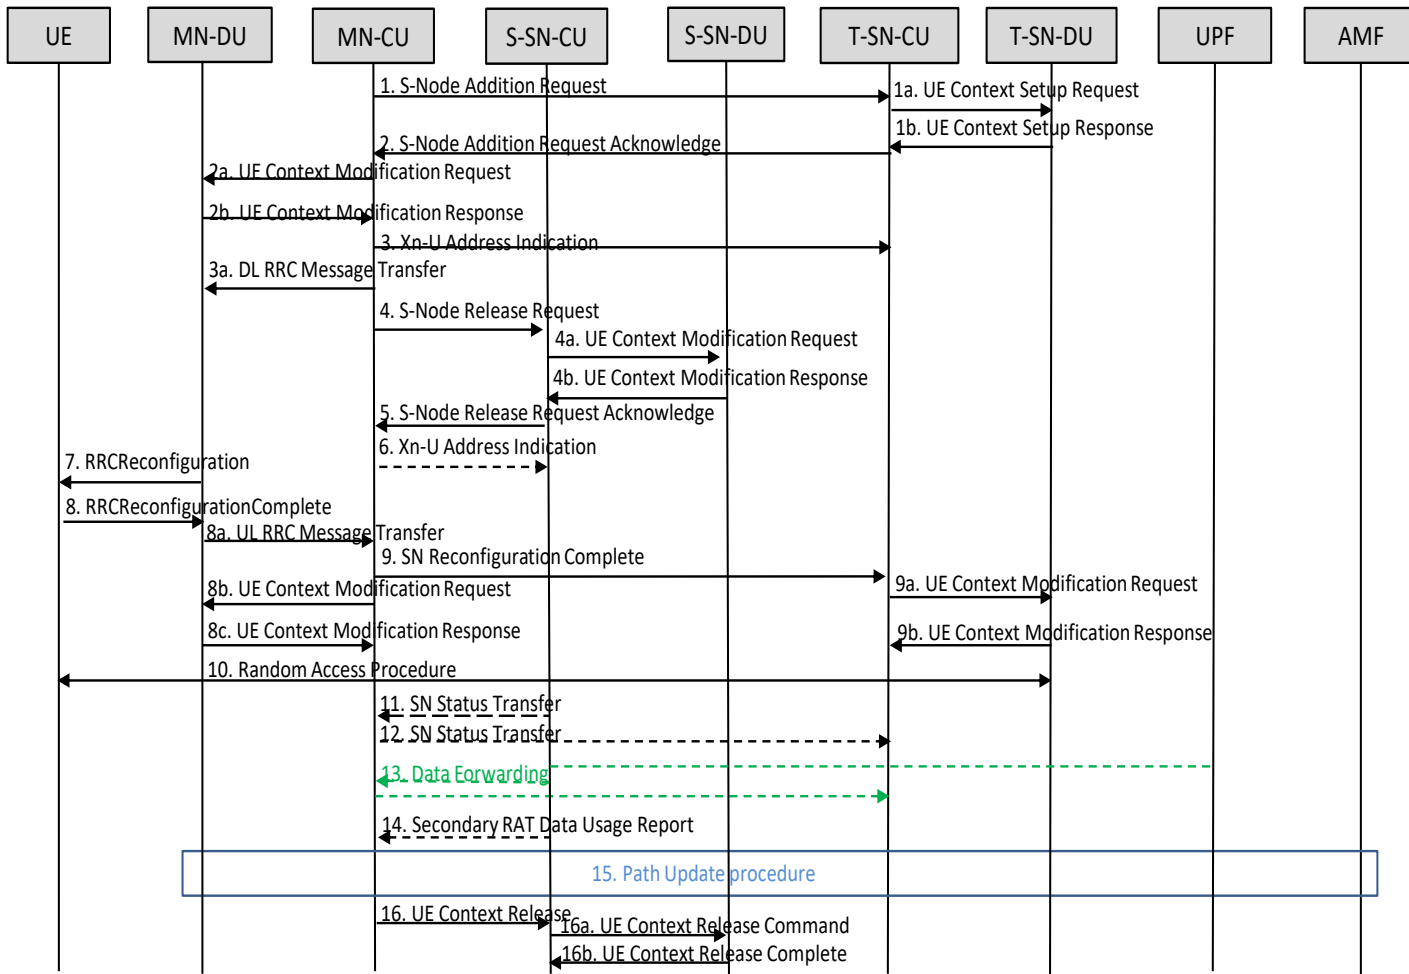 UE
MN-DU
MN-CU
S-SN-CU
S-SN-DU
T-SN-CU
T-SN-DU
UPF
AMF
1. S-Node Addition Request
1a. UE Context Setup Request
1b. UE Context Setup Response
2. S-Node Addition Request Acknowledge
2a. UE Context Modification Request
2b. UE Context Modification Response
3. Xn-U Address Indication
3a. DL RRC Message Transfer
4. S-Node Release Request
4a. UE Context Modification Request
4b. UE Context Modification Response
5. S-Node Release Request Acknowledge
6. Xn-U Address Indication
7. RRCReconfiguration
8. RRCReconfigurationComplete
8a. UL RRC Message Transfer
9. SN Reconfiguration Complete
8b. UE Context Modification Request
9a. UE Context Modification Request
8c. UE Context Modification Response
9b. UE Context Modification Response
10. Random Access Procedure
11. SN Status Transfer
12. SN Status Transfer
13. Data Forwarding
14. Secondary RAT Data Usage Report
15. Path Update procedure
16. UE Context Release
16a. UE Context Release Command
16b. UE Context Release Complete